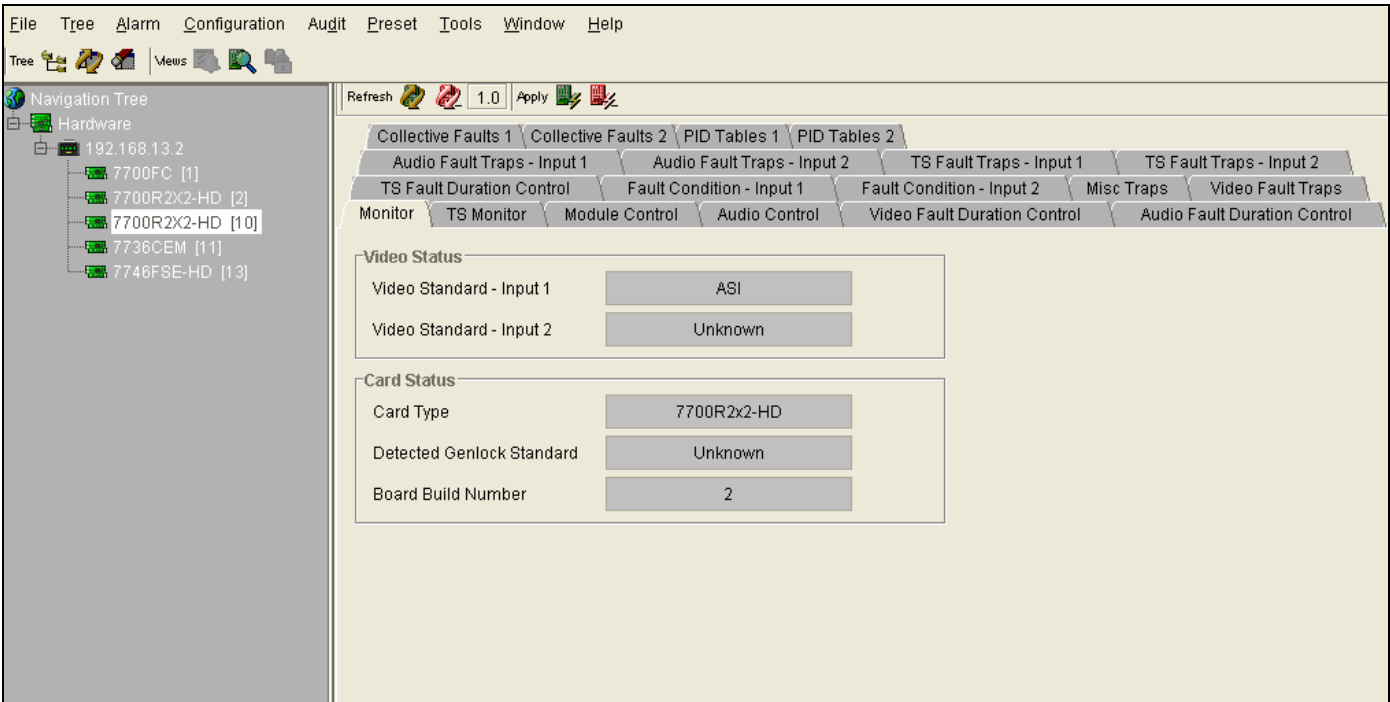 File Tree Alarm Configuration Audit Preset Tools Window Help
Tree Views
Navigation Tree
Hardware
192.168.13.2
7700FC [1]
7700R2X2-HD [2]
7700R2X2-HD [10]
7736CEM [11]
7746FSE-HD [13]
Refresh 1.0 Apply
Collective Faults 1 Collective Faults 2 PID Tables 1 PID Tables 2
Audio Fault Traps - Input 1 Audio Fault Traps - Input 2 TS Fault Traps - Input 1 TS Fault Traps - Input 2
TS Fault Duration Control Fault Condition - Input 1 Fault Condition - Input 2 Misc Traps Video Fault Traps
Monitor TS Monitor Module Control Audio Control Video Fault Duration Control Audio Fault Duration Control
Video Status
Video Standard - Input 1 ASI
Video Standard - Input 2 Unknown
Card Status
Card Type 7700R2x2-HD
Detected Genlock Standard Unknown
Board Build Number 2